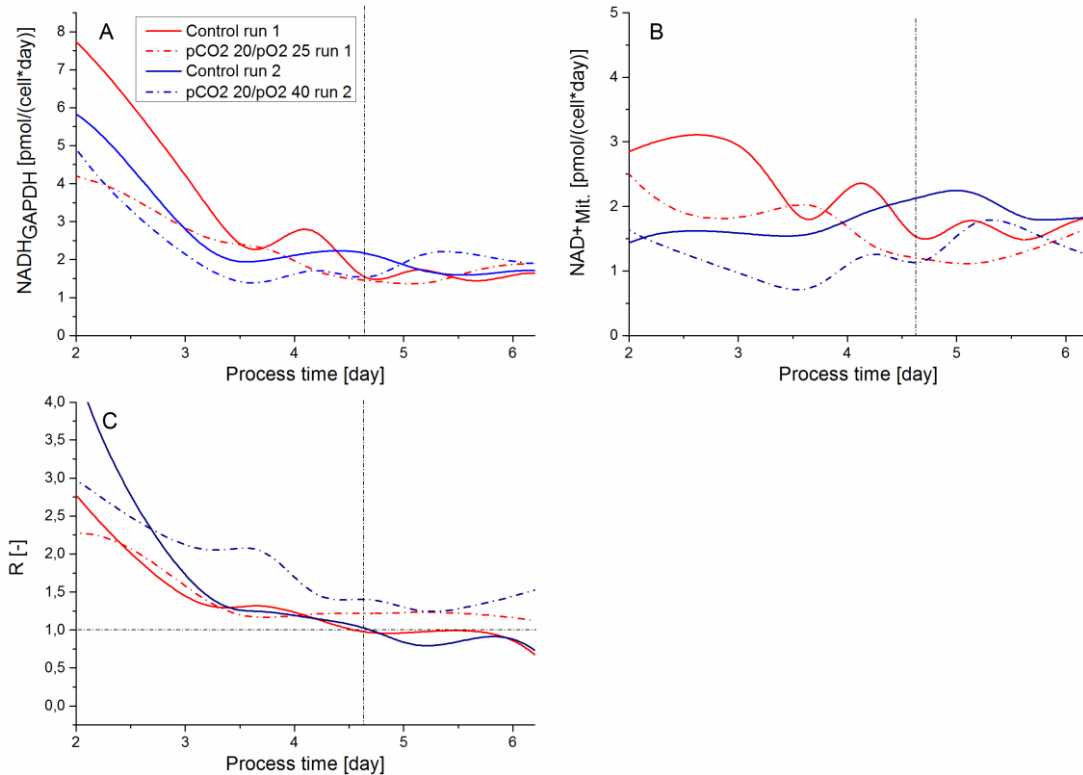 A
Control run 1
pCO2 20/pO2 25 run 1
Control run 2
pCO2 20/pO2 40 run 2
NADH_GAPDH [pmol/(cell*day)]
8
7
6
5
4
3
2
1
0
2 3 4 5 6
Process time [day]
B
NAD+Mit. [pmol/(cell*day)]
5
4
3
2
1
0
2 3 4 5 6
Process time [day]
C
R [-]
4,0
3,5
3,0
2,5
2,0
1,5
1,0
0,5
0,0
2 3 4 5 6
Process time [day]